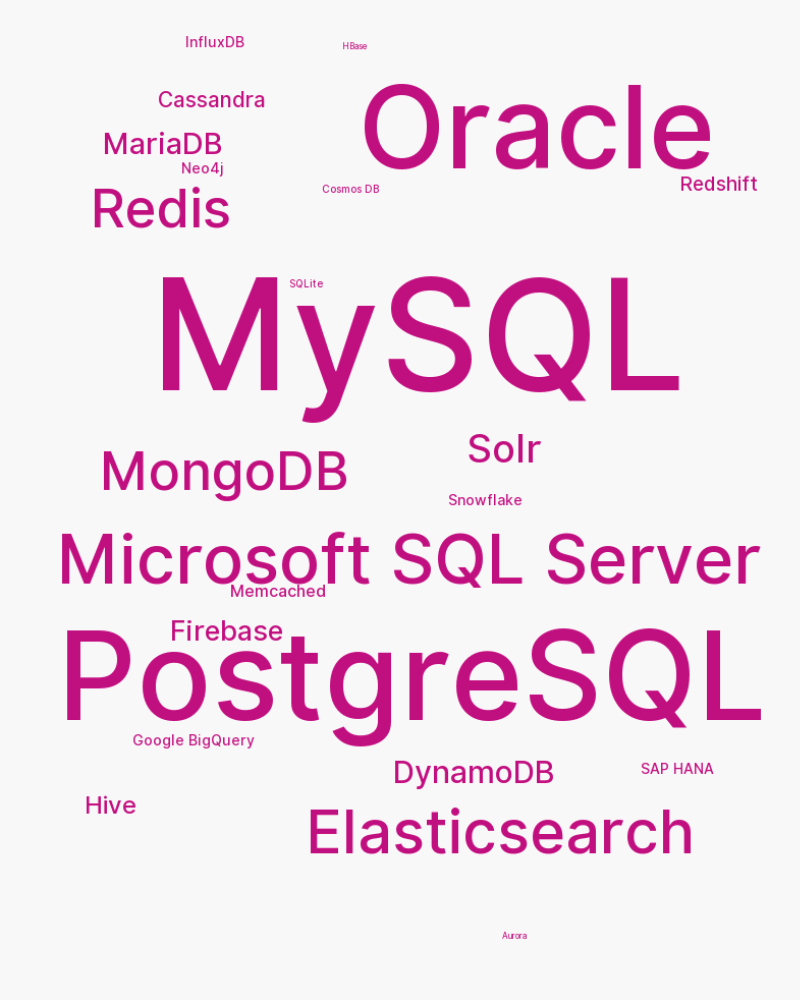 InfluxDB
HBase
Cassandra
Oracle
MariaDB
Neo4j
Redshift
Cosmos DB
Redis
SQLite
MySQL
Solr
MongoDB
Snowflake
Microsoft SQL Server
Memcached
Firebase
PostgreSQL
Google BigQuery
DynamoDB
SAP HANA
Hive
Elasticsearch
Aurora